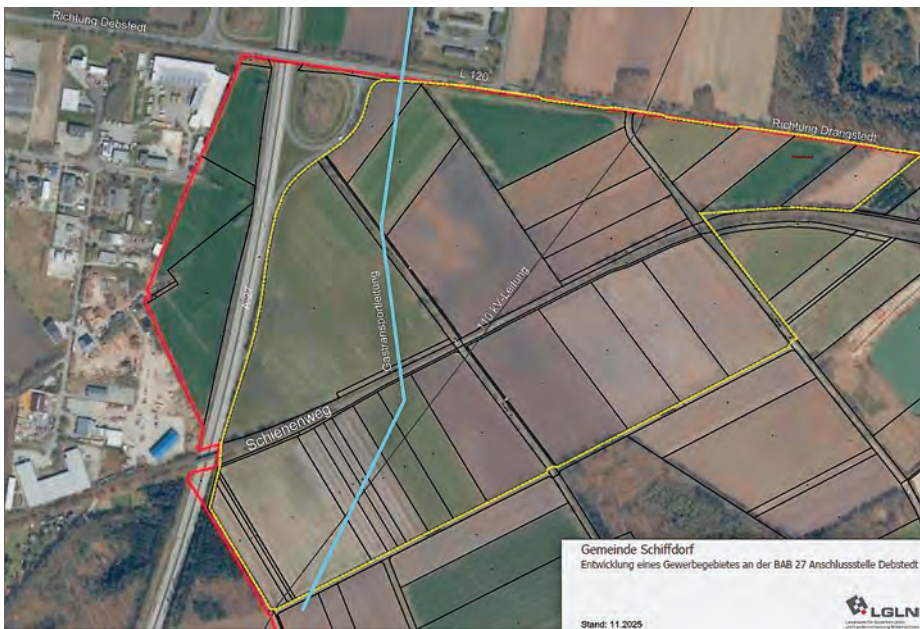 Richtung Debstedt
L 120
Richtung Drangstedt
A 27
Gastransportleitung
110 kV-Leitung
Schienenweg
Gemeinde Schiffdorf
Entwicklung eines Gewerbegebietes an der BAB 27 Anschlussstelle Debstedt
LGLN
Stand: 11.2025